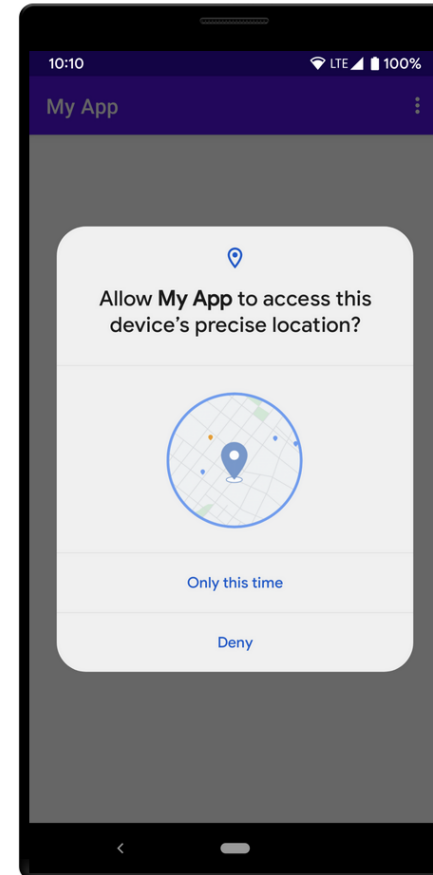 10:10 LTE 100%
My App
Allow My App to access this
device’s precise location?
Only this time
Deny